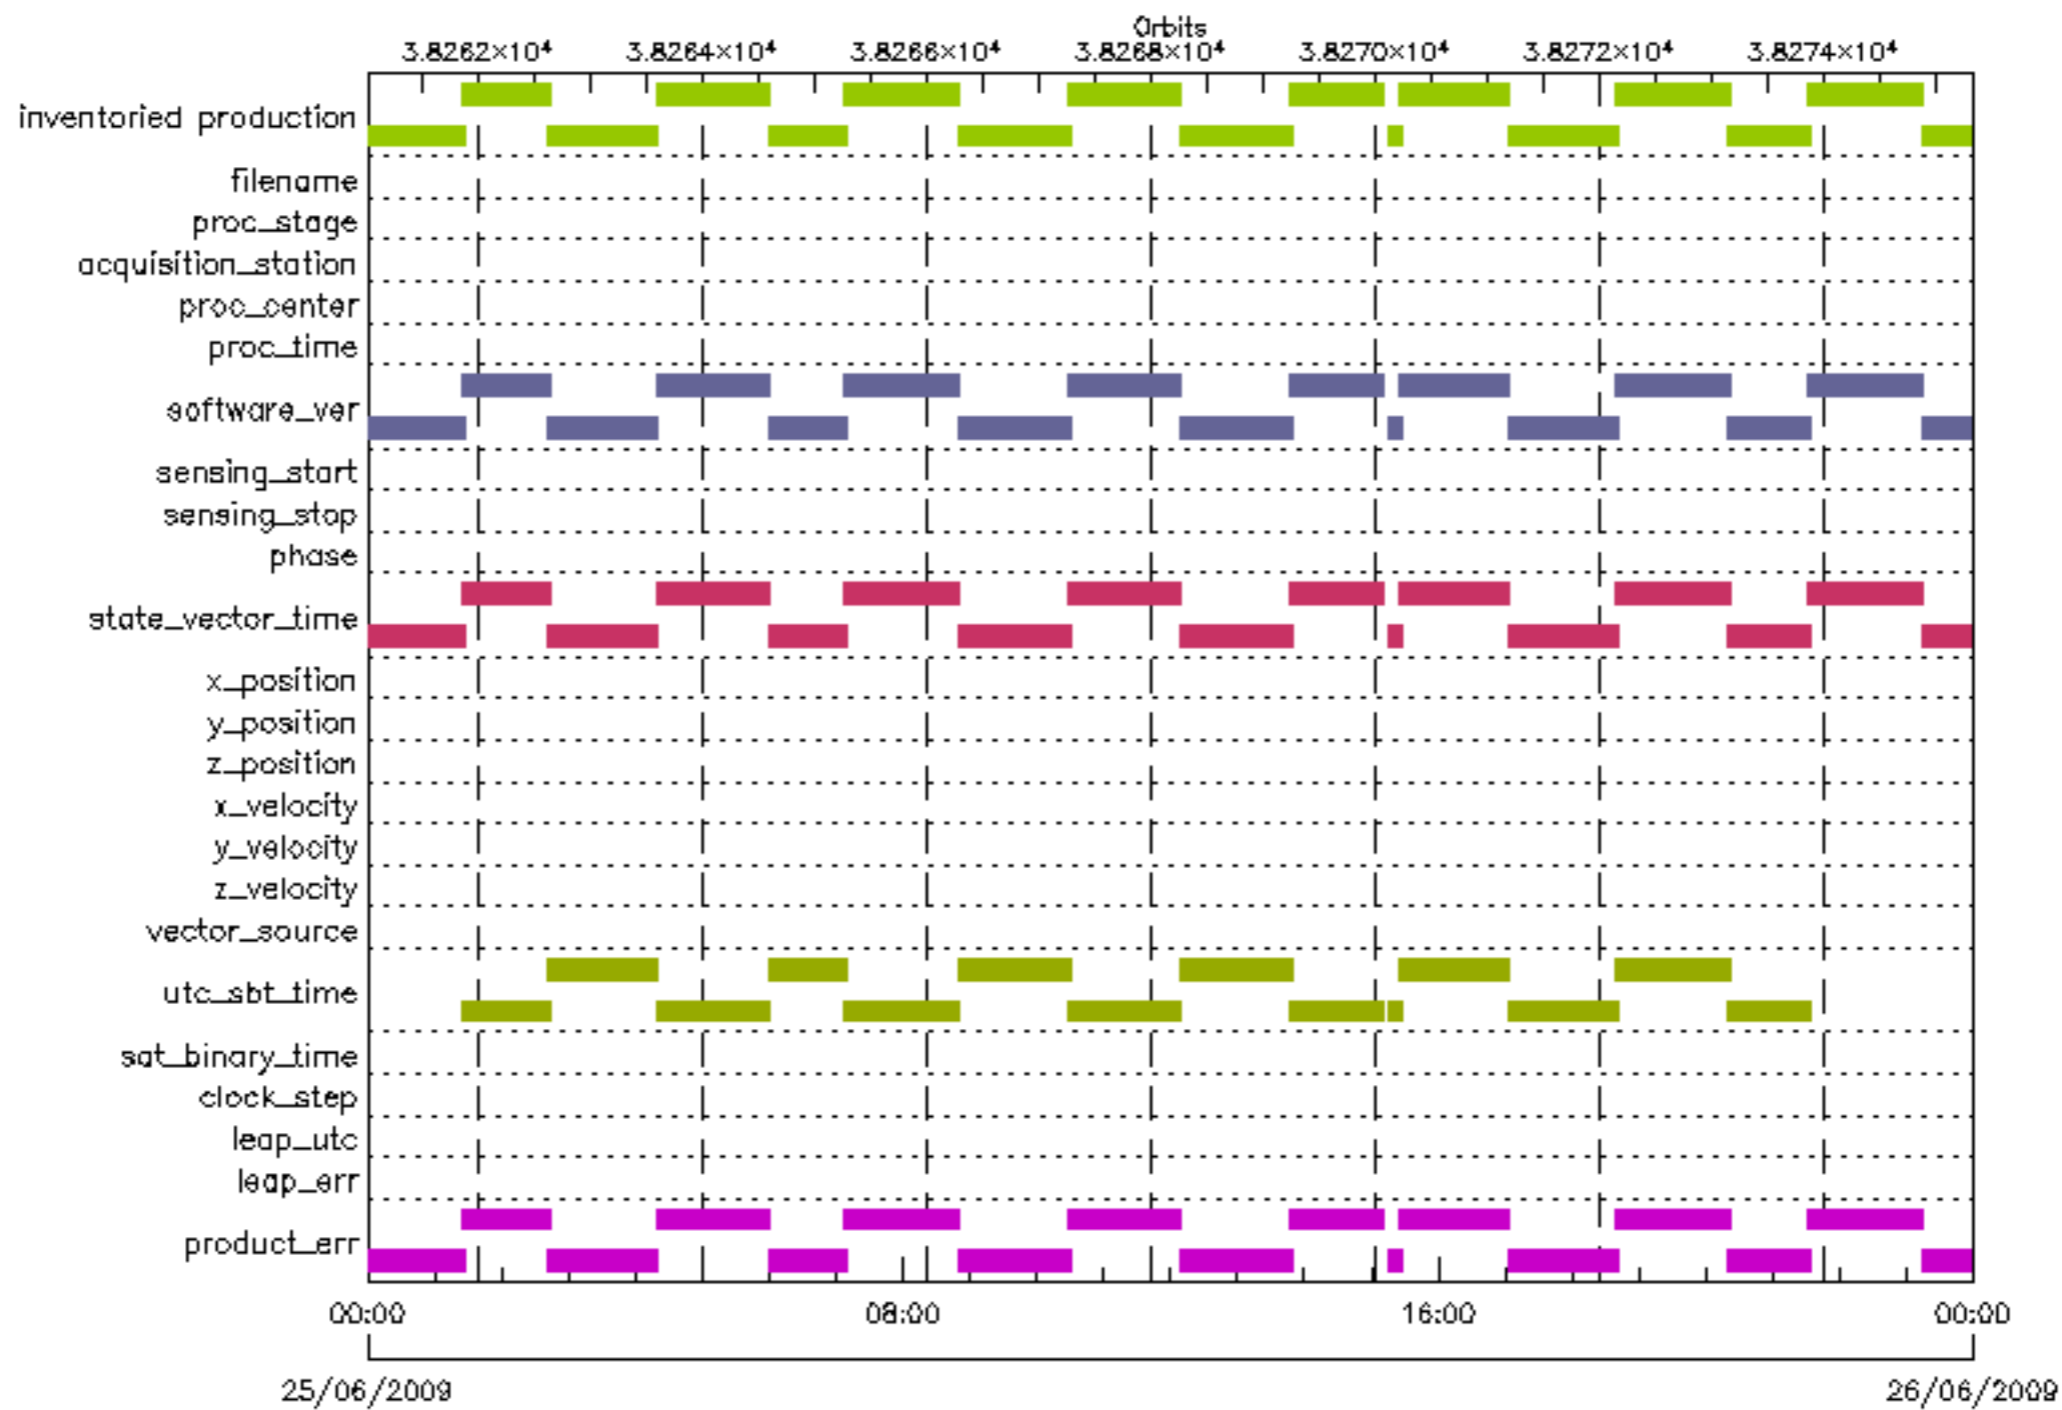 Orbits
3.8262×10⁴ 3.8264×10⁴ 3.8266×10⁴ 3.8268×10⁴ 3.8270×10⁴ 3.8272×10⁴ 3.8274×10⁴
inventoried production
filename
proc_stage
acquisition_station
proc_center
proc_time
software_ver
sensing_start
sensing_stop
phase
state_vector_time
x_position
y_position
z_position
x_velocity
y_velocity
z_velocity
vector_source
utc_sbt_time
sat_binary_time
clock_step
leap_utc
leap_err
product_err
00:00 08:00 16:00 00:00
25/06/2009 26/06/2009